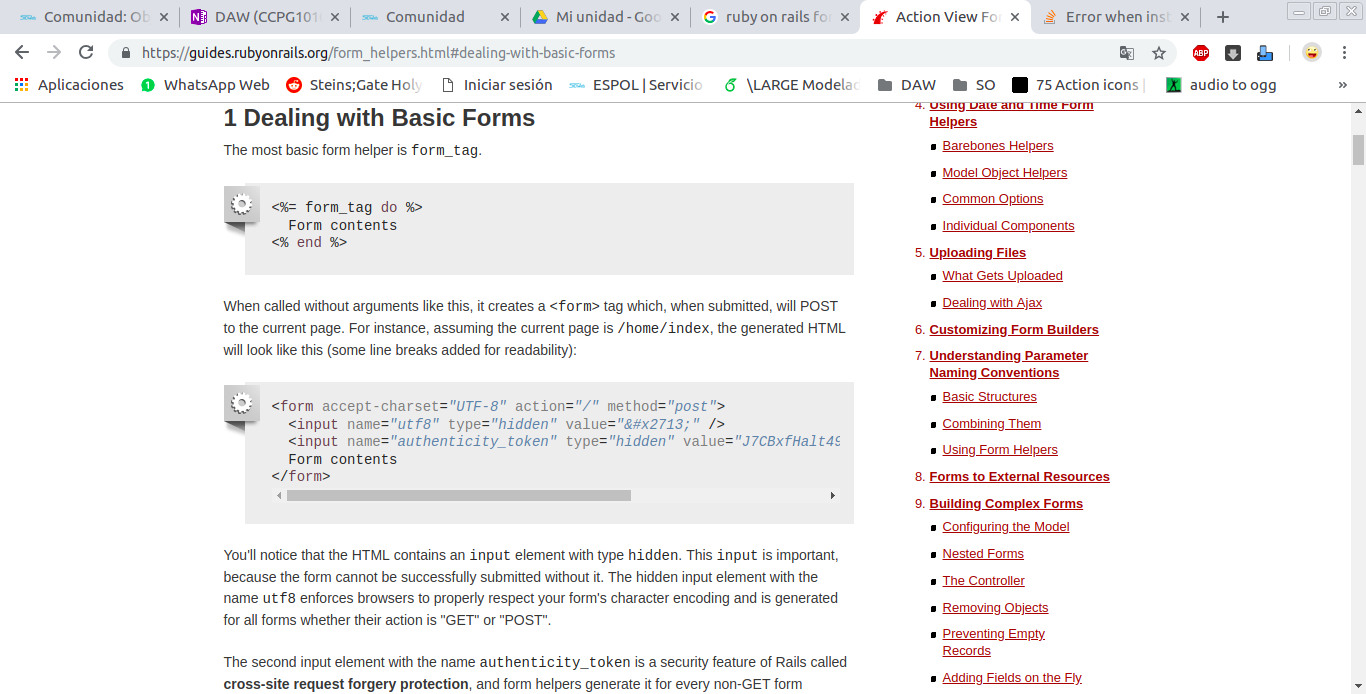 Comunidad: Ob
DAW (CCPG101
Comunidad
Mi unidad - Goo
ruby on rails for
Action View For
Error when inst
https://guides.rubyonrails.org/form_helpers.html#dealing-with-basic-forms
ABP
Aplicaciones
WhatsApp Web
Steins;Gate Holy
Iniciar sesión
ESPOL | Servicio
\LARGE Modelac
DAW
SO
75 Action icons |
audio to ogg
»
1 Dealing with Basic Forms
The most basic form helper is form_tag.
<%= form_tag do %>
Form contents
<% end %>
When called without arguments like this, it creates a <form> tag which, when submitted, will POST
to the current page. For instance, assuming the current page is /home/index, the generated HTML
will look like this (some line breaks added for readability):
<form accept-charset="UTF-8" action="/" method="post">
<input name="utf8" type="hidden" value="&#x2713;" />
<input name="authenticity_token" type="hidden" value="J7CBxfHalt49
Form contents
</form>
You'll notice that the HTML contains an input element with type hidden. This input is important,
because the form cannot be successfully submitted without it. The hidden input element with the
name utf8 enforces browsers to properly respect your form's character encoding and is generated
for all forms whether their action is "GET" or "POST".
The second input element with the name authenticity_token is a security feature of Rails called
cross-site request forgery protection, and form helpers generate it for every non-GET form
4. Using Date and Time Form
Helpers
Barebones Helpers
Model Object Helpers
Common Options
Individual Components
5. Uploading Files
What Gets Uploaded
Dealing with Ajax
6. Customizing Form Builders
7. Understanding Parameter
Naming Conventions
Basic Structures
Combining Them
Using Form Helpers
8. Forms to External Resources
9. Building Complex Forms
Configuring the Model
Nested Forms
The Controller
Removing Objects
Preventing Empty
Records
Adding Fields on the Fly